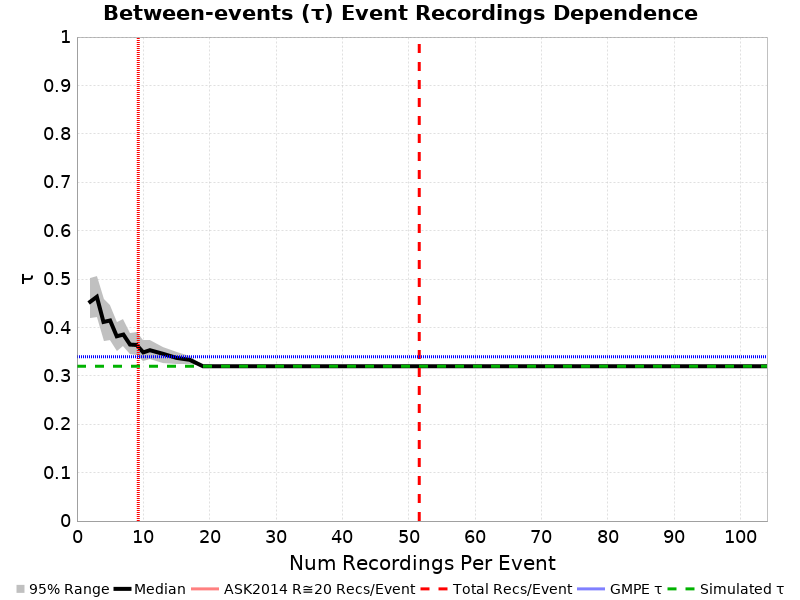 Between-events (τ) Event Recordings Dependence
1
0.9
0.8
0.7
0.6
0.5
0.4
0.3
0.2
0.1
0
τ
0 10 20 30 40 50 60 70 80 90 100
Num Recordings Per Event
95% Range Median ASK2014 R≅20 Recs/Event Total Recs/Event GMPE τ Simulated τ